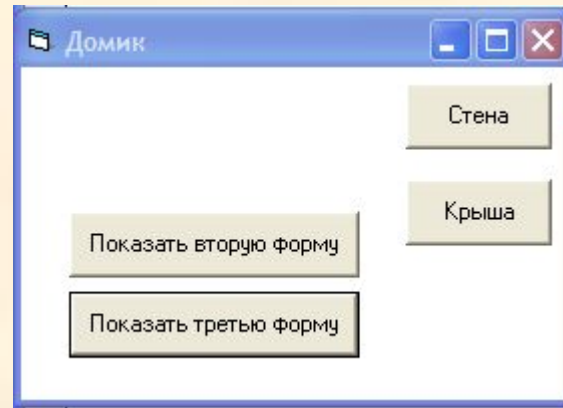 Домик
Стена
Крыша
Показать вторую форму
Показать третью форму